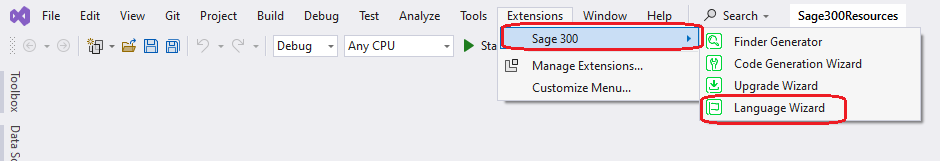 File Edit View Git Project Build Debug Test Analyze Tools Extensions Window Help Search Sage300Resources
Debug Any CPU Sta
Sage 300
Manage Extensions...
Customize Menu...
Finder Generator
Code Generation Wizard
Upgrade Wizard
Language Wizard
Toolbox
Data So